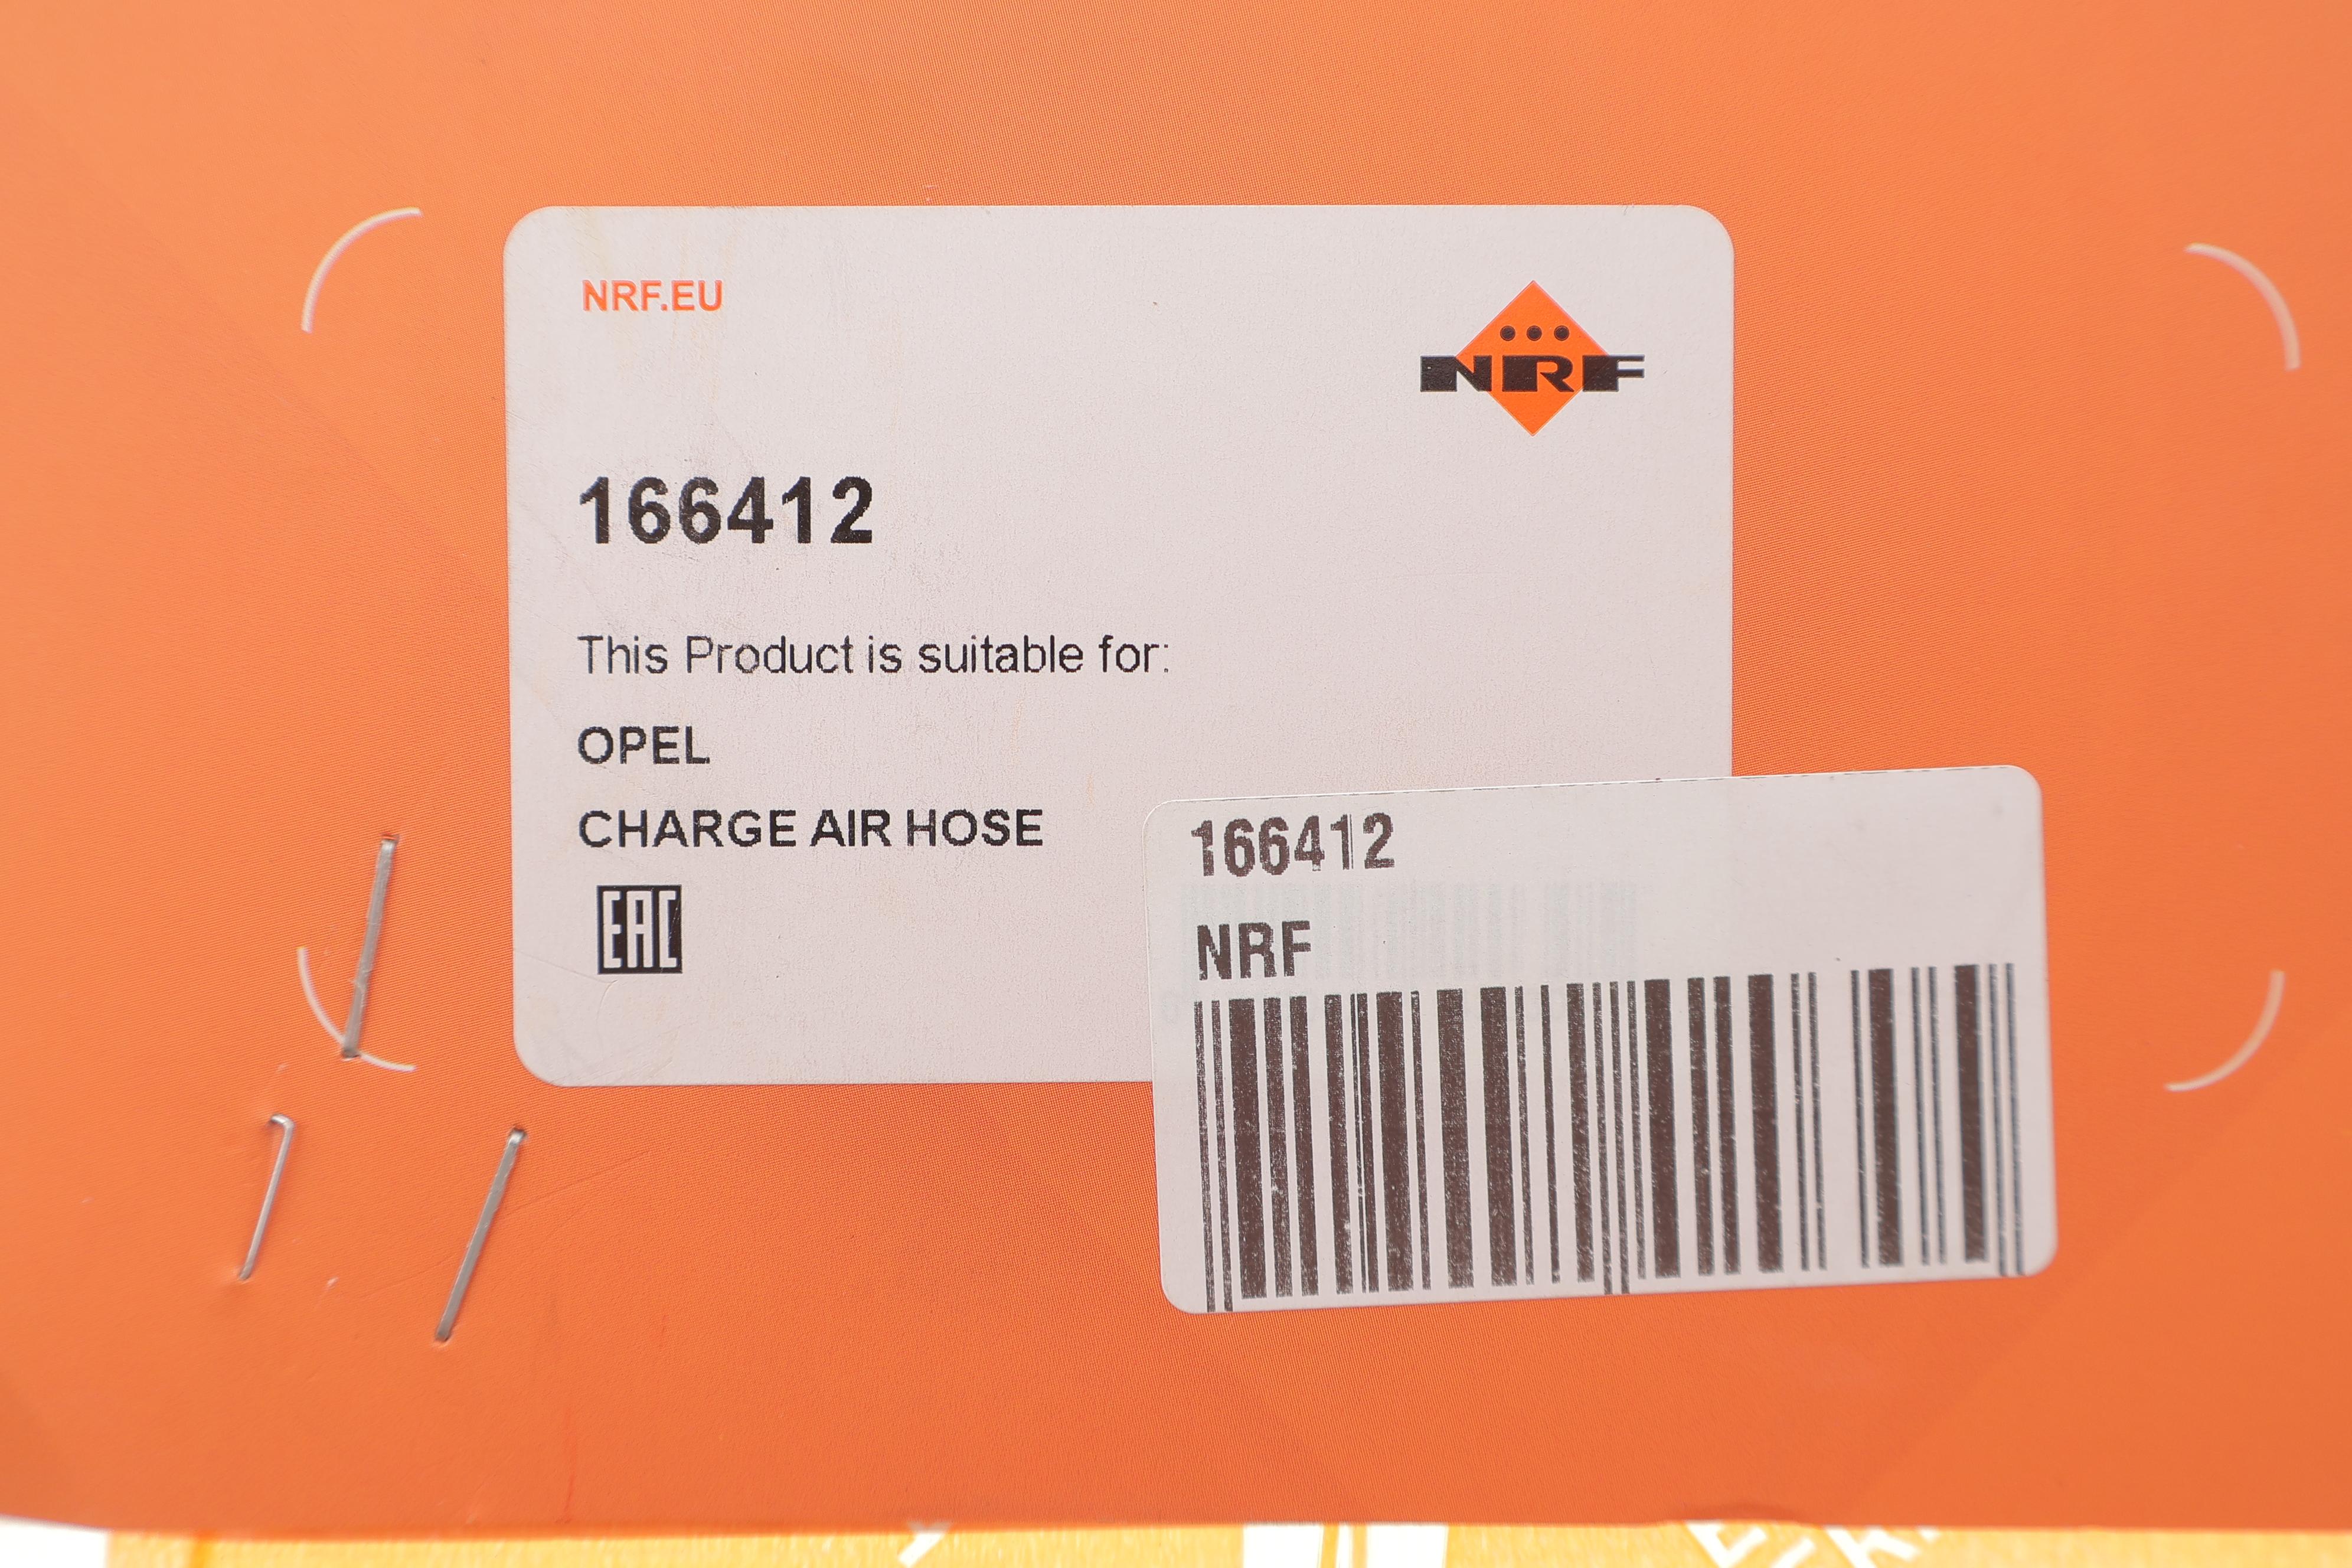 NRF.EU
NRF
166412
This Product is suitable for:
OPEL
CHARGE AIR HOSE
EAC
166412
NRF